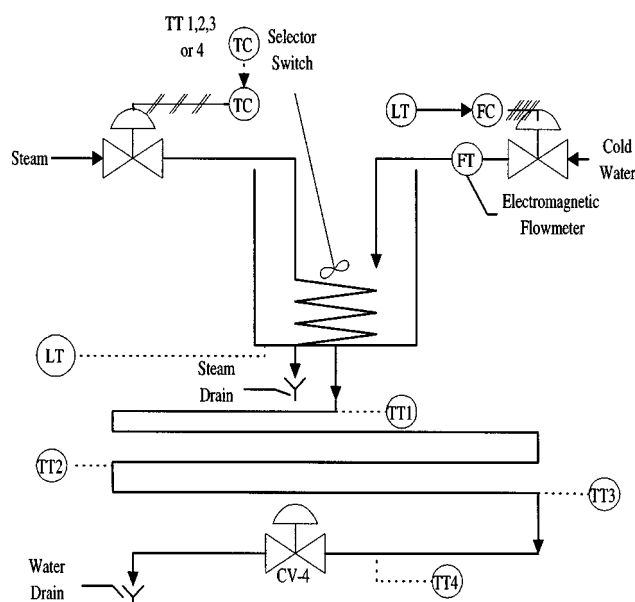 TT 1,2,3
or 4
TC
Selector
Switch
TC
LT
FC
Steam
FT
Cold
Water
Electromagnetic
Flowmeter
LT
Steam
Drain
TT1
TT2
TT3
CV-4
Water
Drain
TT4